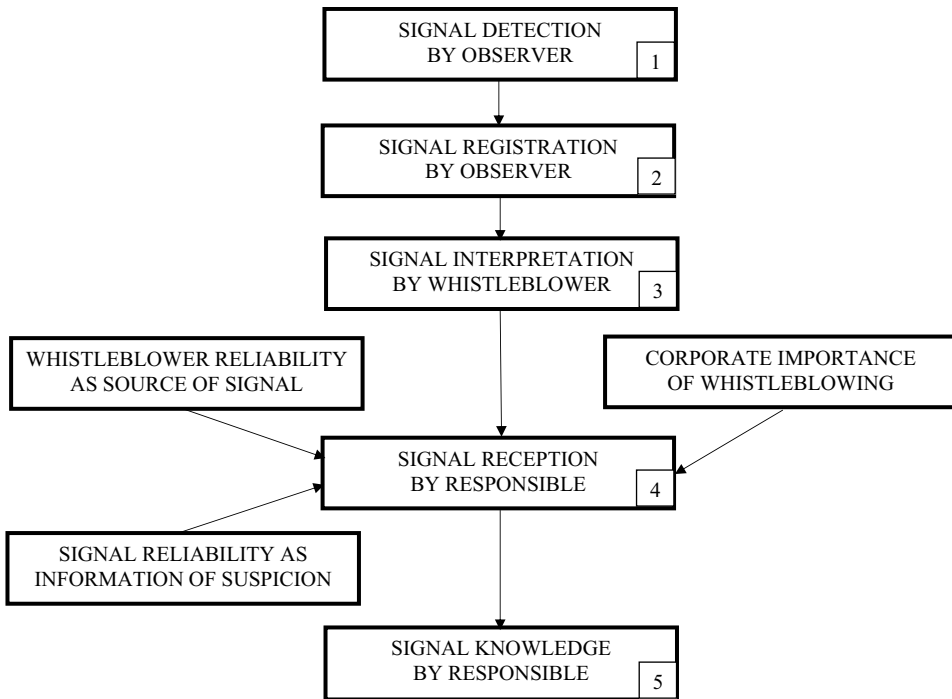 SIGNAL DETECTION
BY OBSERVER
1
SIGNAL REGISTRATION
BY OBSERVER
2
SIGNAL INTERPRETATION
BY WHISTLEBLOWER
3
WHISTLEBLOWER RELIABILITY
AS SOURCE OF SIGNAL
CORPORATE IMPORTANCE
OF WHISTLEBLOWING
SIGNAL RECEPTION
BY RESPONSIBLE
4
SIGNAL RELIABILITY AS
INFORMATION OF SUSPICION
SIGNAL KNOWLEDGE
BY RESPONSIBLE
5